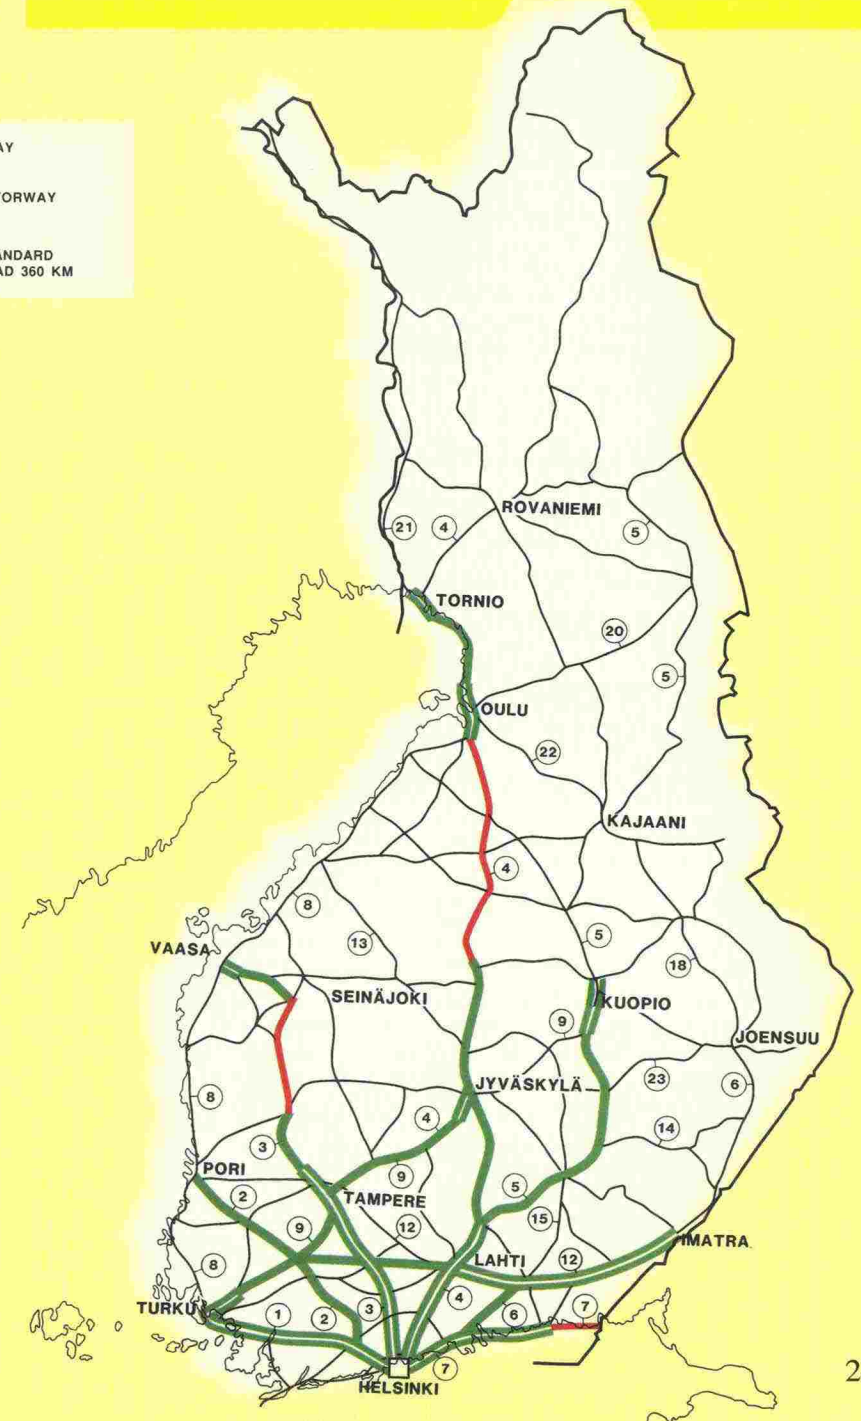 AY
ORWAY
ANDARD
AD 360 KM
ROVANIEMI
21
4
5
TORNIO
20
5
OULU
22
KAJAANI
4
8
13
5
18
VAASA
SEINÄJOKI
KUOPIO
9
JOENSUU
23
6
JYVÄSKYLÄ
8
4
14
3
9
PORI
2
TAMPERE
5
15
9
12
IMATRA
LAHTI
12
8
TURKU
1
2
3
4
6
7
7
HELSINKI
2